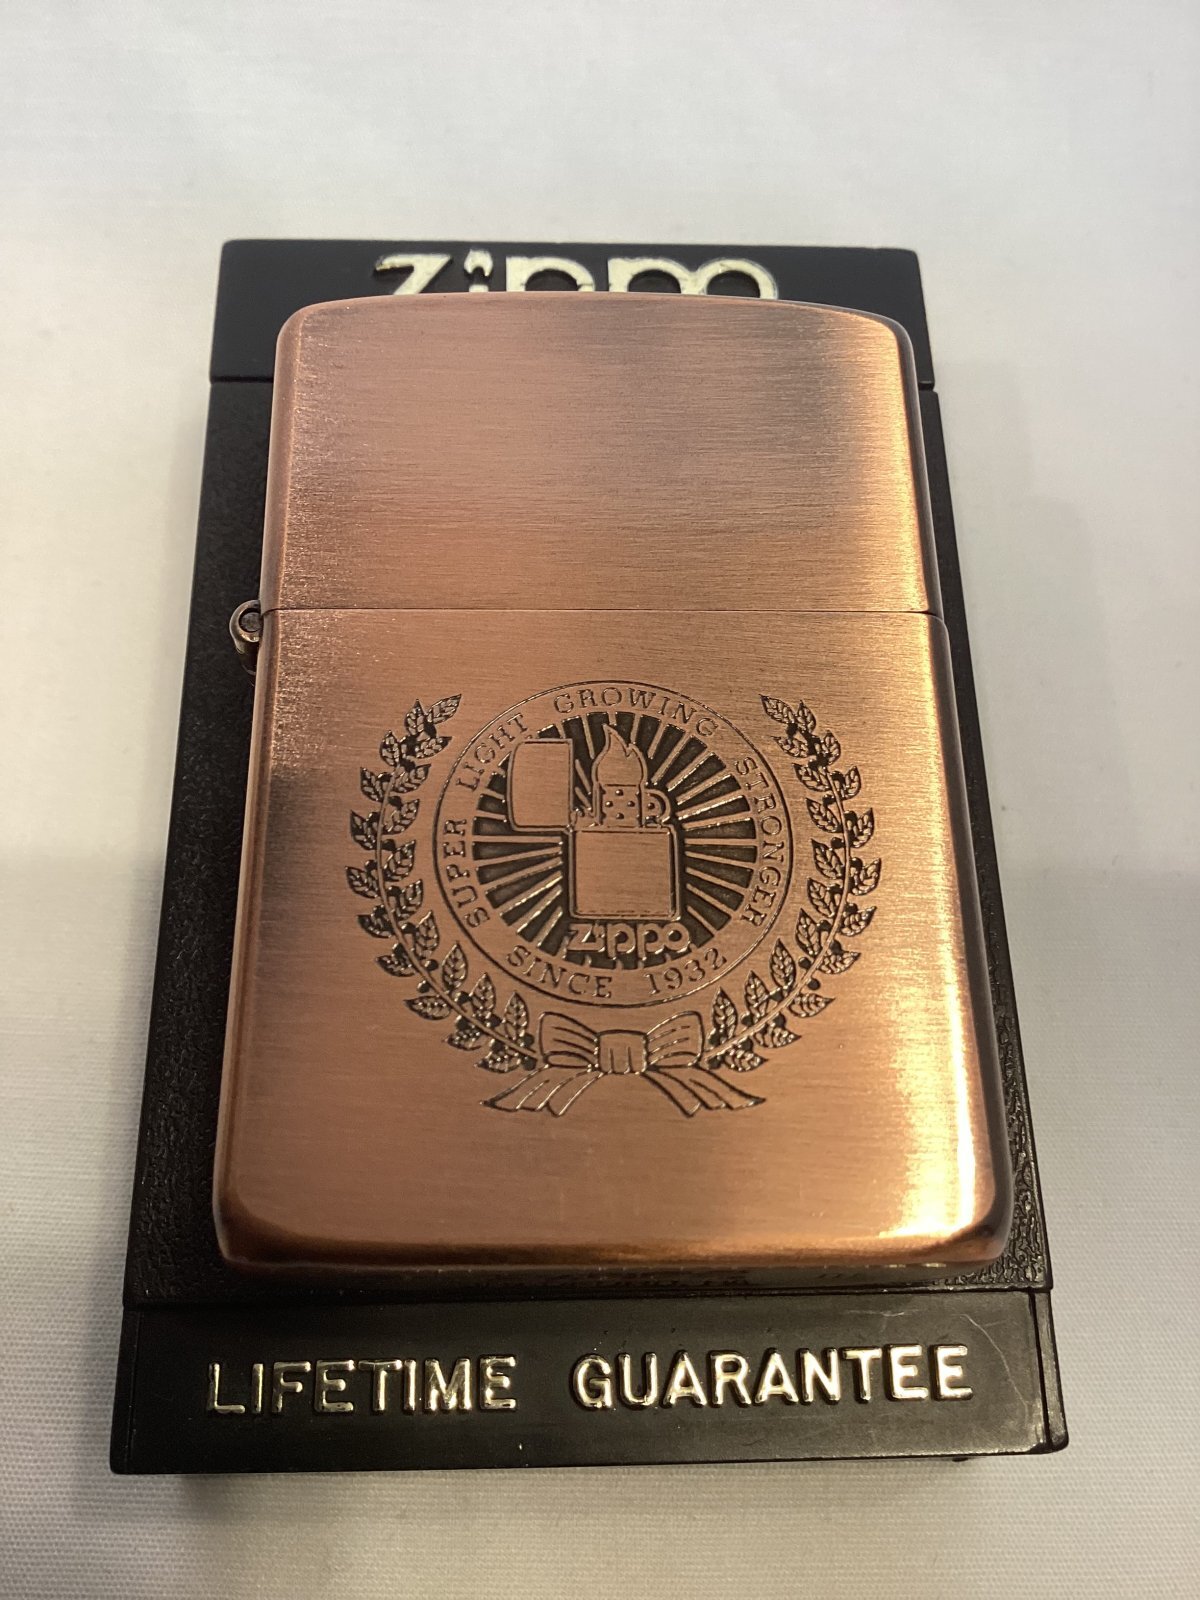 Zippo
SUPER LIGHT GROWING STRONGER
Zippo
SINCE 1932
LIFETIME GUARANTEE